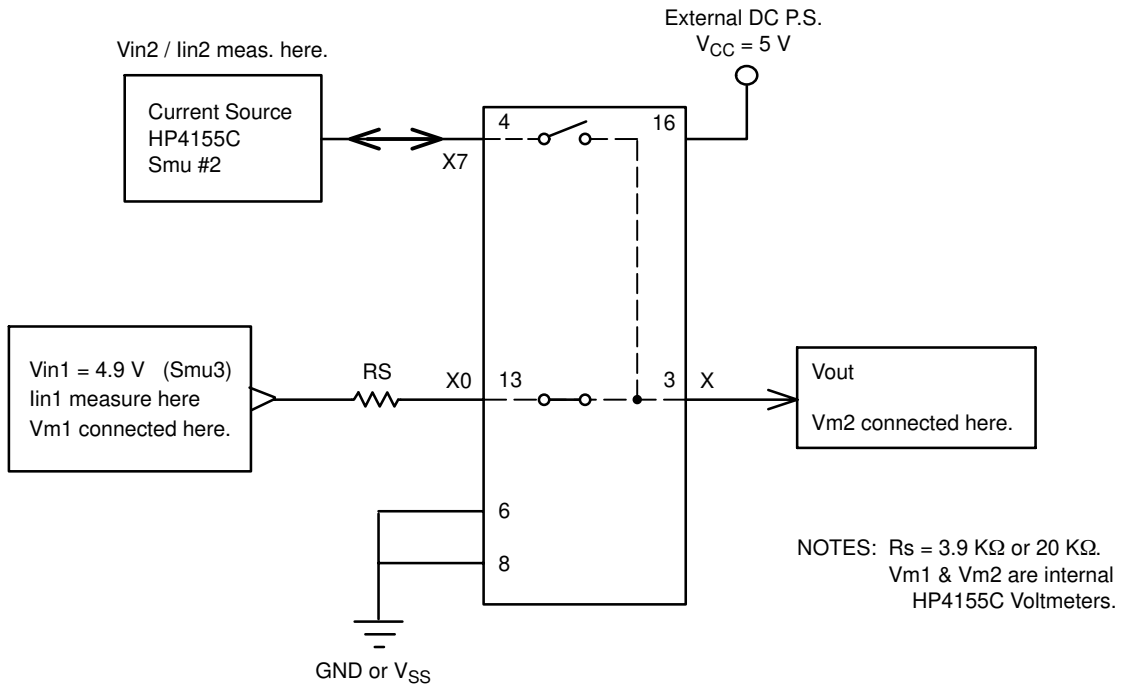 External DC P.S.
VCC = 5 V
Vin2 / Iin2 meas. here.
Current Source
HP4155C
Smu #2
4
16
X7
Vin1 = 4.9 V (Smu3)
Iin1 measure here
Vm1 connected here.
RS
X0
13
3
X
Vout
Vm2 connected here.
6
8
NOTES: Rs = 3.9 KΩ or 20 KΩ.
Vm1 & Vm2 are internal
HP4155C Voltmeters.
GND or VSS